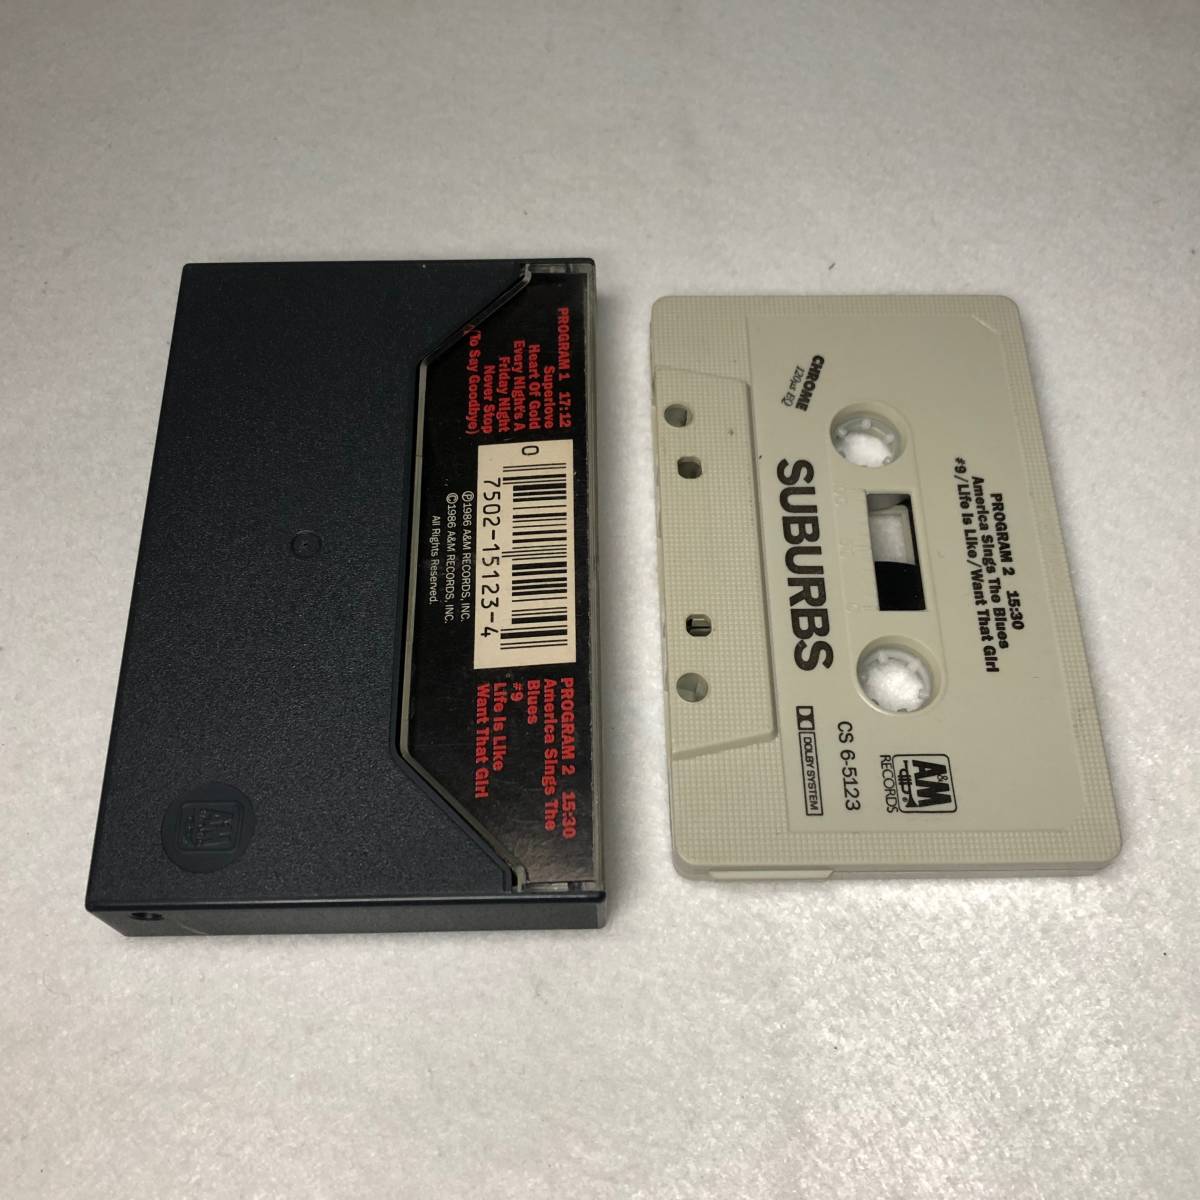 PROGRAM 1 17:12
Superlove
Heart Of Gold
Every Night's A
Friday Night
Never Stop
(To Say Goodbye)
0
7502-15123-4
℗1986 A&M RECORDS, INC.
©1986 A&M RECORDS, INC.
All Rights Reserved.
PROGRAM 2 15:30
America Sings The
Blues
#9
Life Is Like
Want That Girl
A&M
PROGRAM 2 15:30
America Sings The Blues
#9/Life Is Like/Want That Girl
CHROME
120µs EQ
SUBURBS
DOLBY SYSTEM
CS 6-5123
A&M
RECORDS